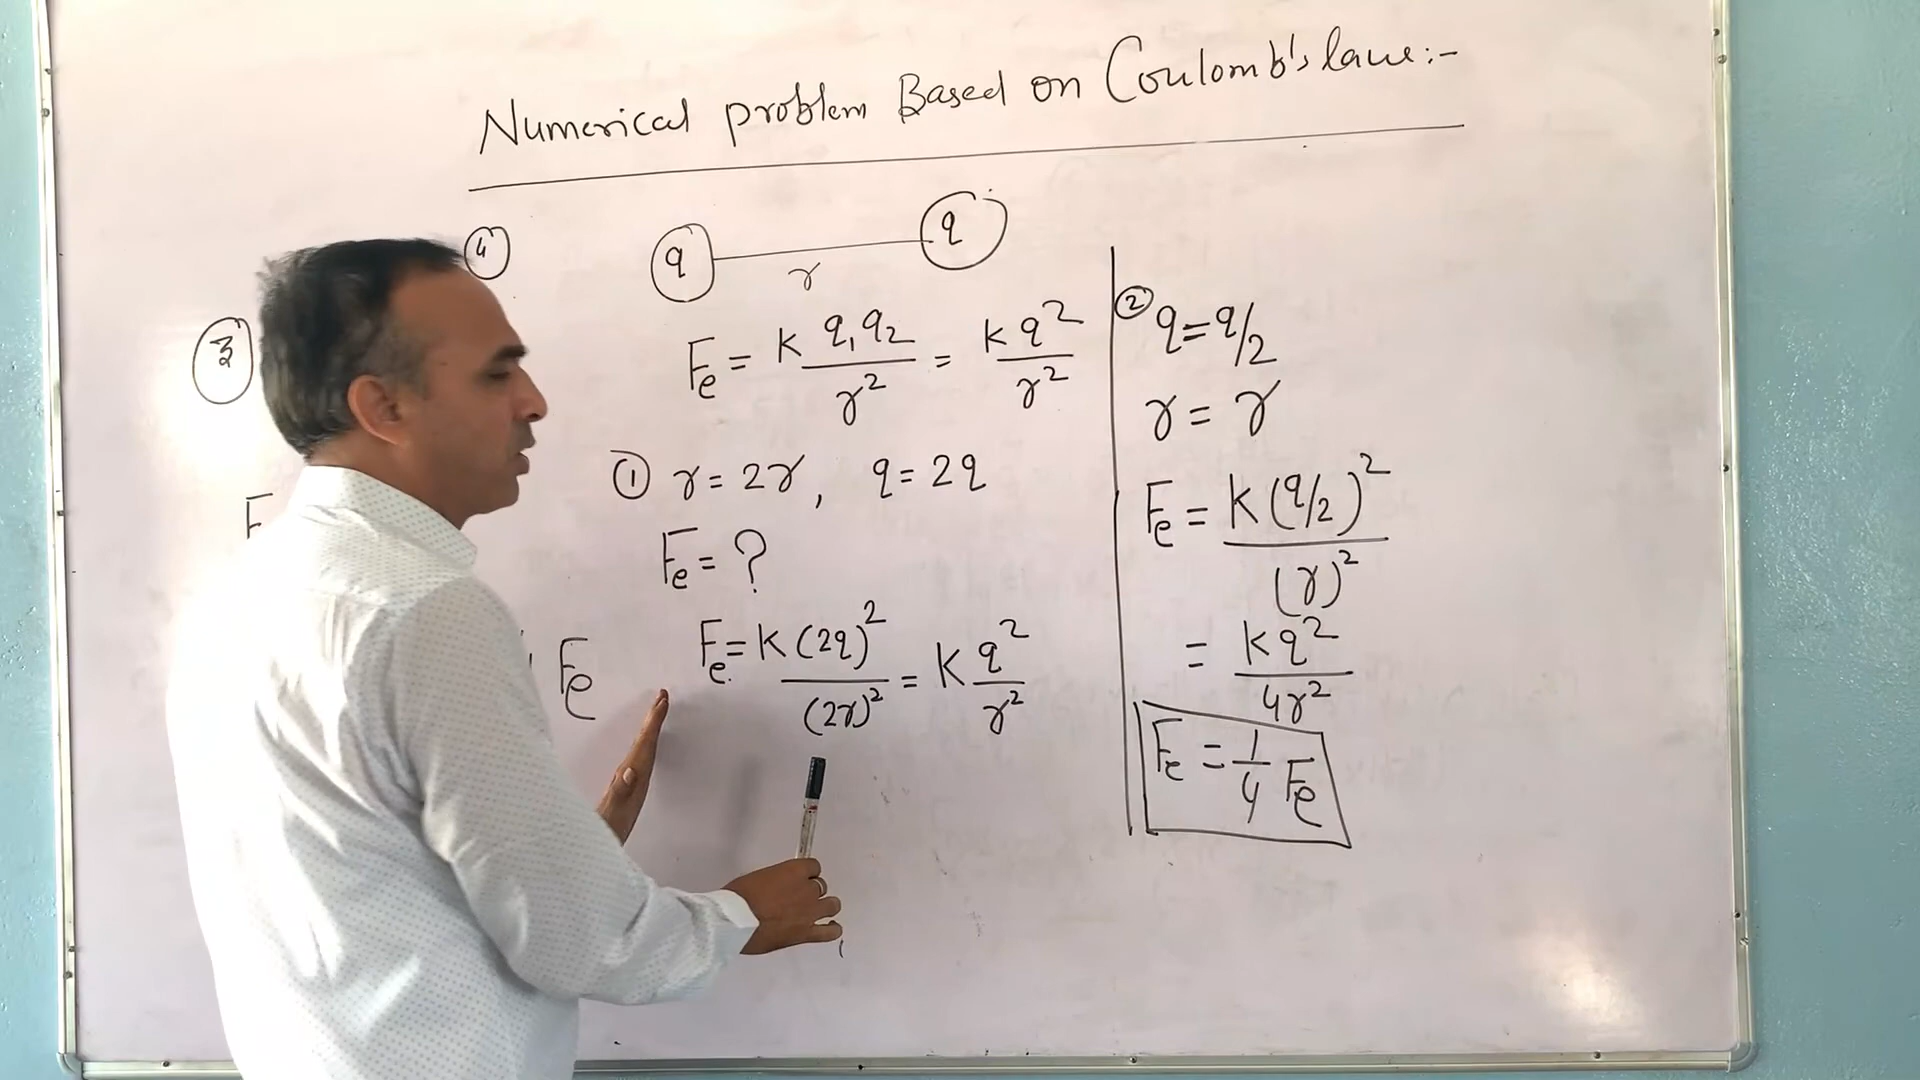 Numerical problem Based on Coulomb's law:-
4
q q
r
Fe = K q1q2 / r² = Kq² / r²
① r = 2r, q = 2q
Fe = ?
Fe = K(2q)² / (2r)² = K q² / r²
② q = q/2
r = r
Fe = K(q/2)² / (r)²
= Kq² / 4r²
Fe = 1/4 Fe
3
F
Fe